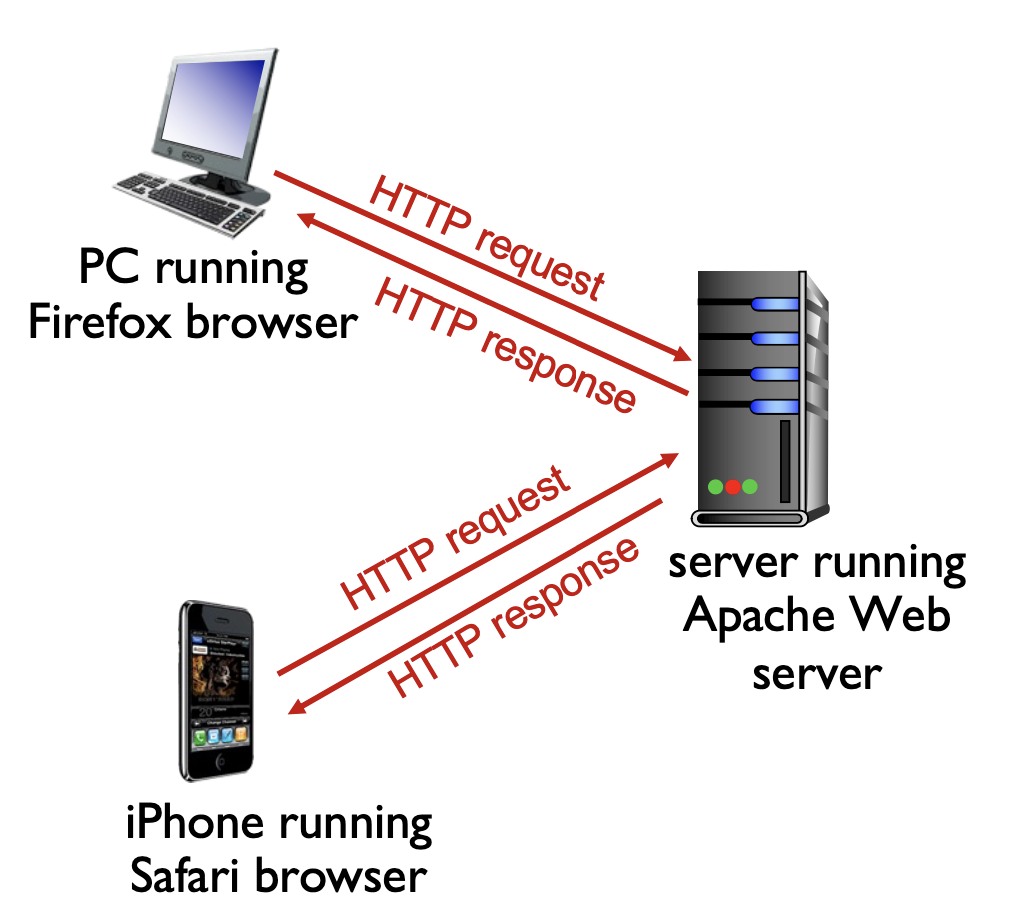 HTTP request
HTTP response
PC running
Firefox browser
HTTP request
HTTP response
server running
Apache Web
server
iPhone running
Safari browser